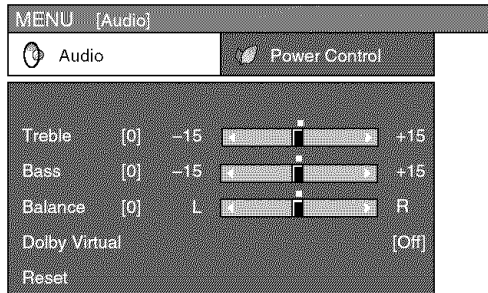 MENU [Audio]
Audio Power Control
Treble [0] −15 +15
Bass [0] −15 +15
Balance [0] L R
Dolby Virtual [Off]
Reset